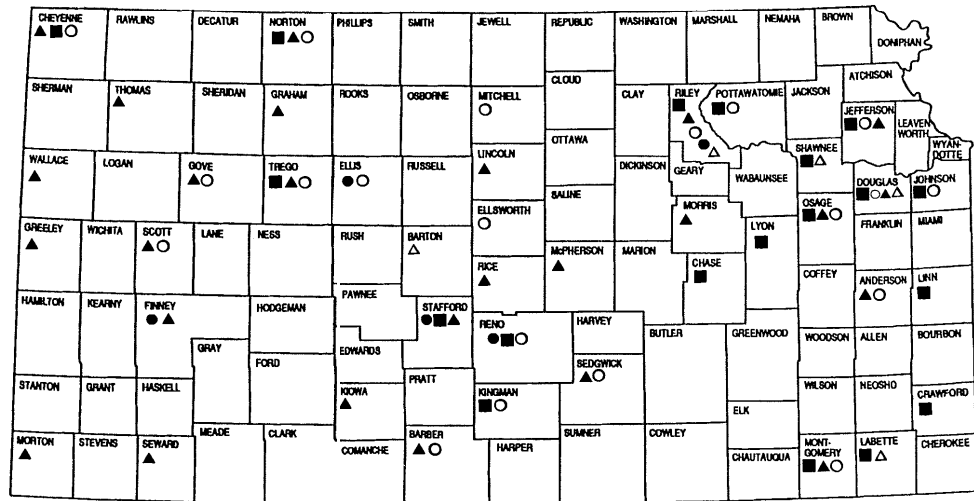 CHEYENNE
RAWLINS
DECATUR
NORTON
PHILLIPS
SMITH
JEWELL
REPUBLIC
WASHINGTON
MARSHALL
NEMAHA
BROWN
DONIPHAN
SHERMAN
THOMAS
SHERIDAN
GRAHAM
ROOKS
OSBORNE
MITCHELL
CLOUD
CLAY
RILEY
POTTAWATOMIE
JACKSON
ATCHISON
JEFFERSON
LEAVEN
WORTH
WYAN-
DOTTE
WALLACE
LOGAN
GOVE
TREGO
ELLIS
RUSSELL
LINCOLN
OTTAWA
DICKINSON
GEARY
WABAUNSEE
SHAWNEE
DOUGLAS
JOHNSON
GREELEY
WICHITA
SCOTT
LANE
NESS
RUSH
BARTON
ELLSWORTH
SALINE
MORRIS
LYON
OSAGE
FRANKLIN
MIAMI
HAMILTON
KEARNY
FINNEY
HODGEMAN
PAWNEE
STAFFORD
RICE
McPHERSON
MARION
CHASE
COFFEY
ANDERSON
LINN
GRAY
FORD
EDWARDS
RENO
HARVEY
BUTLER
GREENWOOD
WOODSON
ALLEN
BOURBON
STANTON
GRANT
HASKELL
KIOWA
PRATT
KINGMAN
SEDGWICK
ELK
WILSON
NEOSHO
CRAWFORD
MORTON
STEVENS
SEWARD
MEADE
CLARK
COMANCHE
BARBER
HARPER
SUMNER
COWLEY
CHAUTAUQUA
MONT-
GOMERY
LABETTE
CHEROKEE